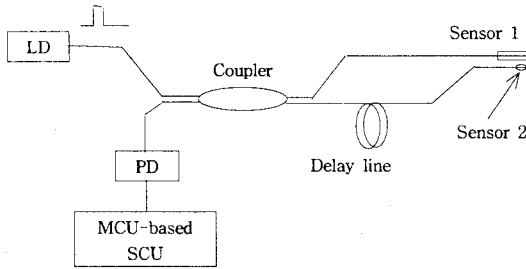 LD
Sensor 1
Coupler
Sensor 2
Delay line
PD
MCU-based
SCU